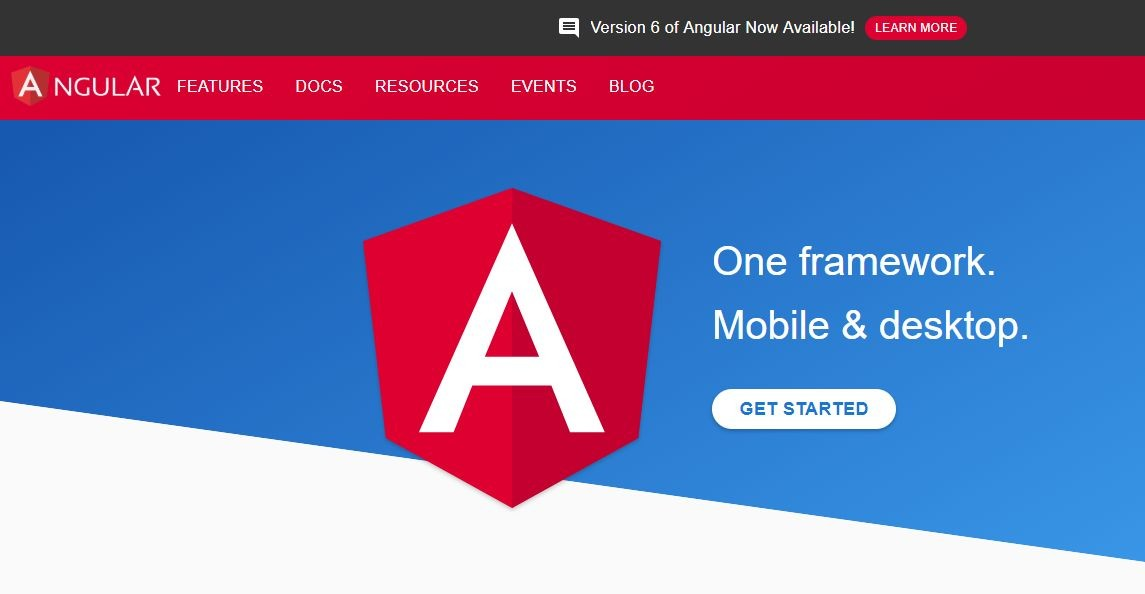 Version 6 of Angular Now Available!
LEARN MORE
ANGULAR
FEATURES
DOCS
RESOURCES
EVENTS
BLOG
A
One framework.
Mobile & desktop.
GET STARTED